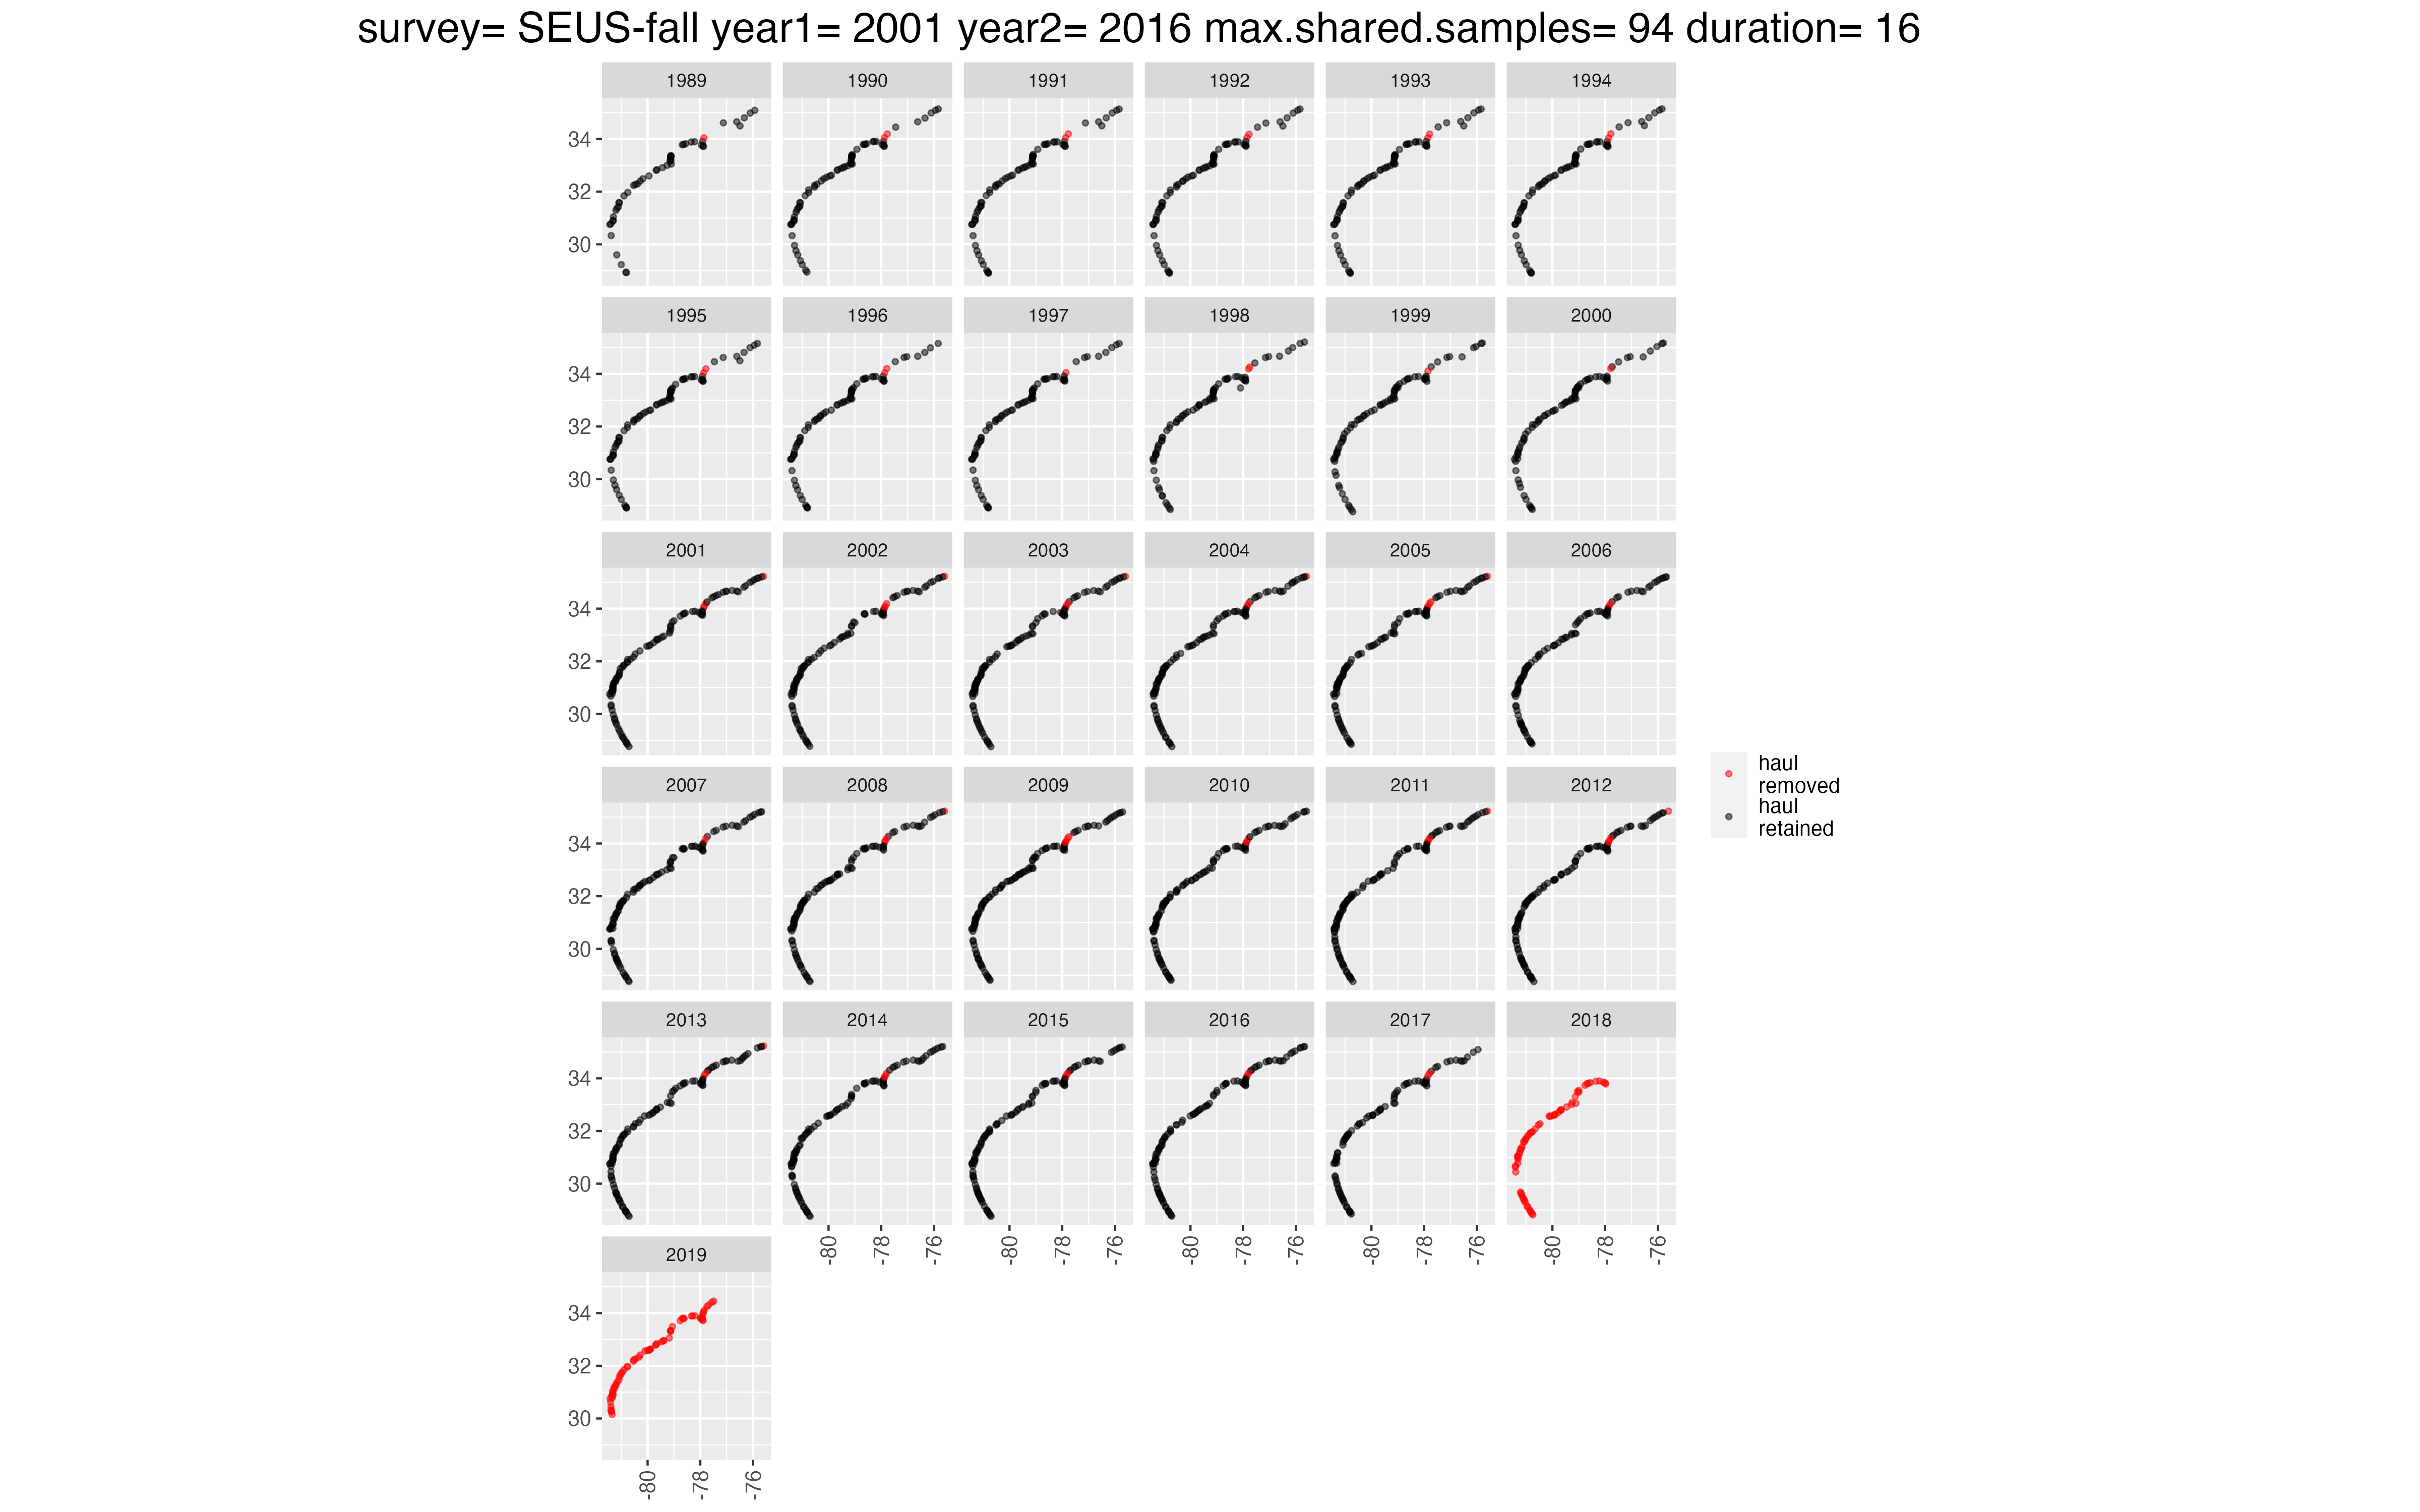 survey= SEUS-fall year1= 2001 year2= 2016 max.shared.samples= 94 duration= 16
1989 1990 1991 1992 1993 1994
34
32
30
1995 1996 1997 1998 1999 2000
34
32
30
2001 2002 2003 2004 2005 2006
34
32
30
haul
removed
haul
retained
2007 2008 2009 2010 2011 2012
34
32
30
2013 2014 2015 2016 2017 2018
34
32
30
-80 -78 -76 -80 -78 -76 -80 -78 -76 -80 -78 -76 -80 -78 -76
2019
34
32
30
-80 -78 -76